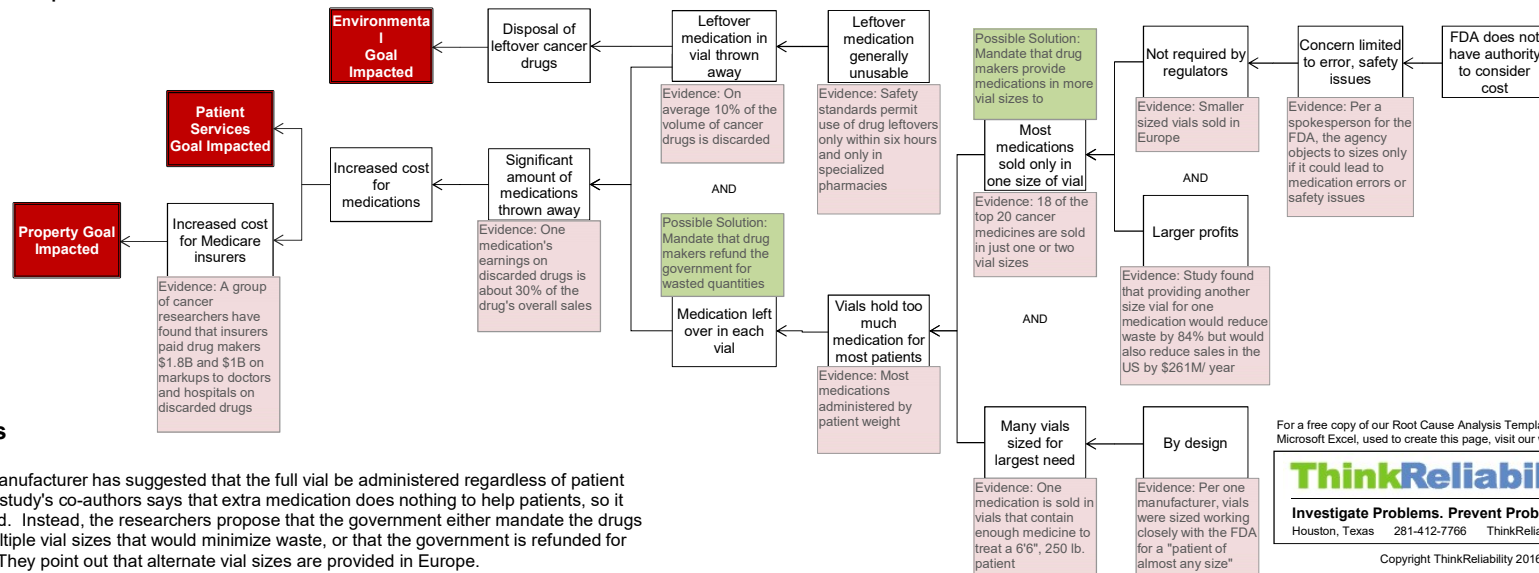 Environmenta
l
Goal
Impacted
Disposal of
leftover cancer
drugs
Leftover
medication in
vial thrown
away
Evidence: On
average 10% of the
volume of cancer
drugs is discarded
Leftover
medication
generally
unusable
Evidence: Safety
standards permit
use of drug leftovers
only within six hours
and only in
specialized
pharmacies
Possible Solution:
Mandate that drug
makers provide
medications in more
vial sizes to
Most
medications
sold only in
one size of vial
Evidence: 18 of the
top 20 cancer
medicines are sold
in just one or two
vial sizes
Not required by
regulators
Evidence: Smaller
sized vials sold in
Europe
Concern limited
to error, safety
issues
Evidence: Per a
spokesperson for the
FDA, the agency
objects to sizes only
if it could lead to
medication errors or
safety issues
FDA does not
have authority
to consider
cost
AND
Larger profits
Evidence: Study found
that providing another
size vial for one
medication would reduce
waste by 84% but would
also reduce sales in the
US by $261M/ year
Patient
Services
Goal Impacted
Increased cost
for
medications
Significant
amount of
medications
thrown away
Evidence: One
medication's
earnings on
discarded drugs is
about 30% of the
drug's overall sales
AND
Possible Solution:
Mandate that drug
makers refund the
government for
wasted quantities
Medication left
over in each
vial
Vials hold too
much
medication for
most patients
Evidence: Most
medications
administered by
patient weight
AND
Property Goal
Impacted
Increased cost
for Medicare
insurers
Evidence: A group
of cancer
researchers have
found that insurers
paid drug makers
$1.8B and $1B on
markups to doctors
and hospitals on
discarded drugs
Many vials
sized for
largest need
Evidence: One
medication is sold in
vials that contain
enough medicine to
treat a 6'6", 250 lb.
patient
By design
Evidence: Per one
manufacturer, vials
were sized working
closely with the FDA
for a "patient of
almost any size"
s
anufacturer has suggested that the full vial be administered regardless of patient
study's co-authors says that extra medication does nothing to help patients, so it
d. Instead, the researchers propose that the government either mandate the drugs
ltiple vial sizes that would minimize waste, or that the government is refunded for
They point out that alternate vial sizes are provided in Europe.
For a free copy of our Root Cause Analysis Templa
Microsoft Excel, used to create this page, visit our
ThinkReliabil
Investigate Problems. Prevent Prob
Houston, Texas 281-412-7766 ThinkRelia
Copyright ThinkReliability 2016